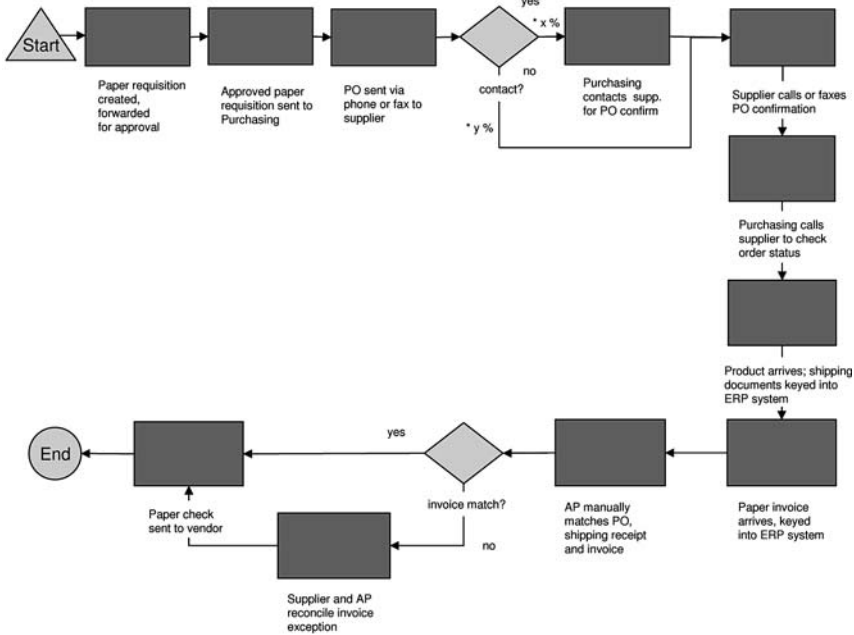 yes
* x %
Start
no
contact?
* y %
Paper requisition
created,
forwarded
for approval
Approved paper
requisition sent to
Purchasing
PO sent via
phone or fax to
supplier
Purchasing
contacts supp.
for PO confirm
Supplier calls or faxes
PO confirmation
Purchasing calls
supplier to check
order status
Product arrives; shipping
documents keyed into
ERP system
Paper invoice
arrives, keyed
into ERP system
AP manually
matches PO,
shipping receipt
and invoice
yes
invoice match?
no
Supplier and AP
reconcile invoice
exception
Paper check
sent to vendor
End